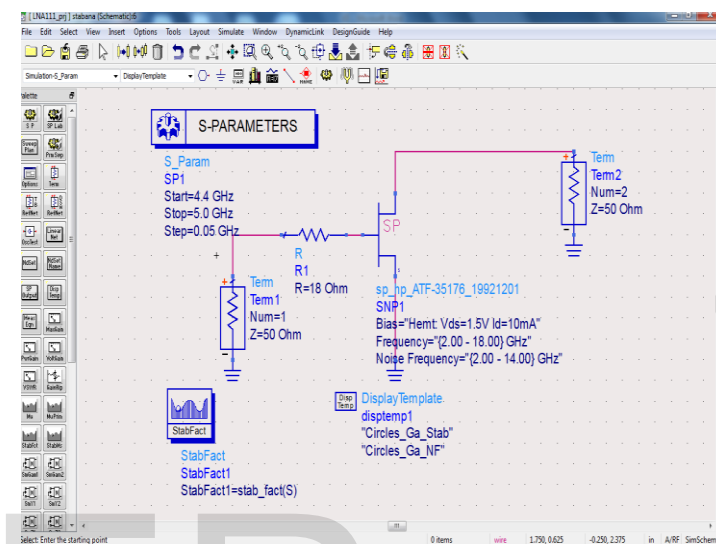 [ LNA111_prj ] stabana (Schematic):6
File Edit Select View Insert Options Tools Layout Simulate Window DynamicLink DesignGuide Help
Simulation-S_Param DisplayTemplate
S-PARAMETERS
S_Param
SP1
Start=4.4 GHz
Stop=5.0 GHz
Step=0.05 GHz
Term
Term2
Num=2
Z=50 Ohm
SP
R
R1
R=18 Ohm
Term
Term1
Num=1
Z=50 Ohm
sp_hp_ATF-35176_19921201
SNP1
Bias="Hemt: Vds=1.5V Id=10mA"
Frequency="{2.00 - 18.00} GHz"
Noise Frequency="{2.00 - 14.00} GHz"
StabFact
StabFact
StabFact1
StabFact1=stab_fact(S)
Disp
Temp
DisplayTemplate
disptemp1
"Circles_Ga_Stab"
"Circles_Ga_NF"
Select: Enter the starting point
0 items wire 1.750, 0.625 -0.250, 2.375 in A/RF SimSchem